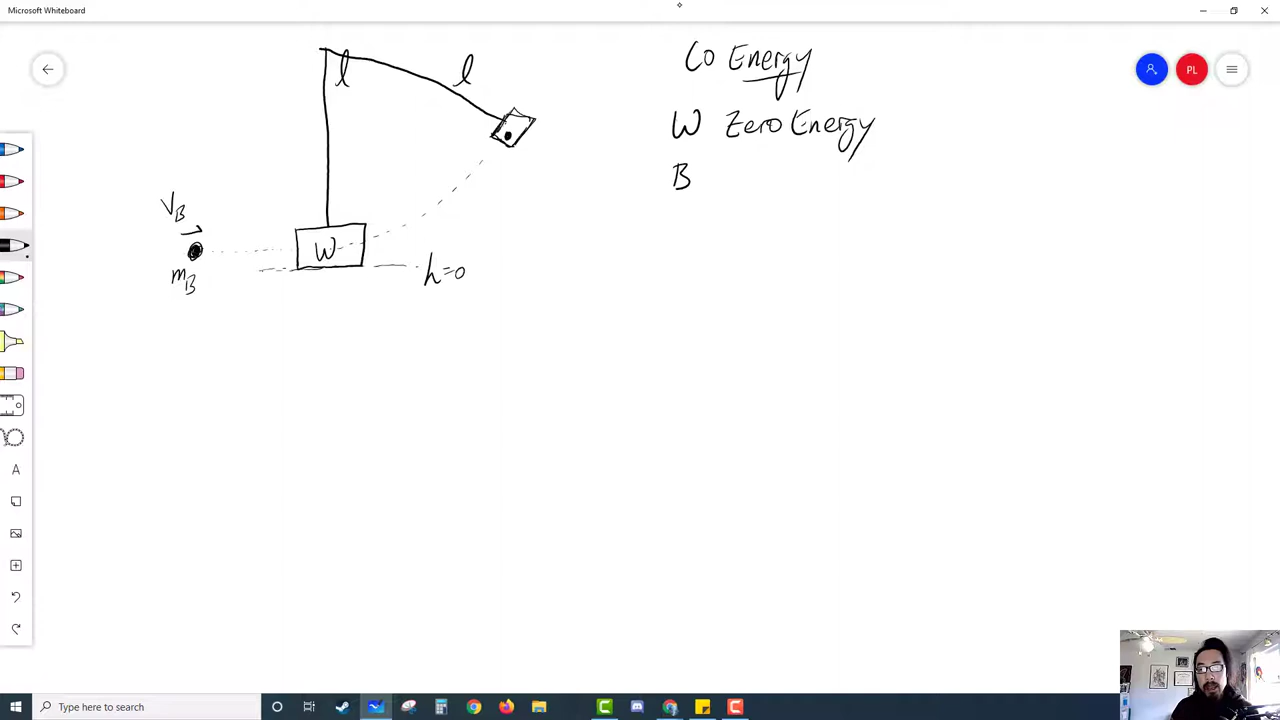 Microsoft Whiteboard
PL
l
l
Co Energy
W Zero Energy
B
V_B
W
m_B
h=0
A
Type here to search